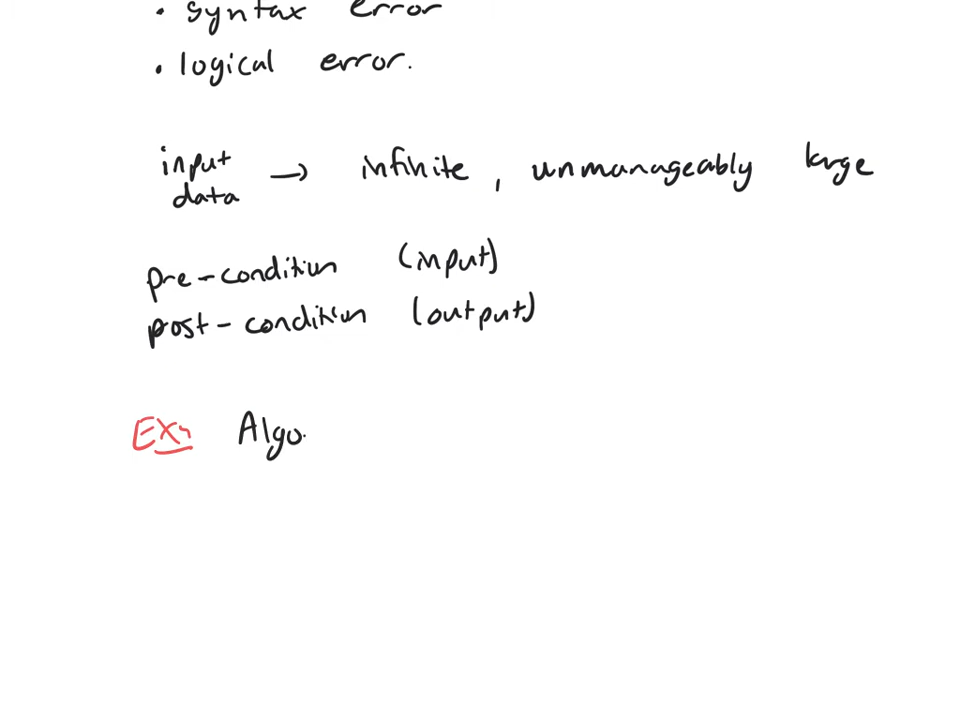 • syntax error
• logical error.
input data → infinite, unmanageably large
pre-condition (input)
post-condition (output)
Ex: Algo